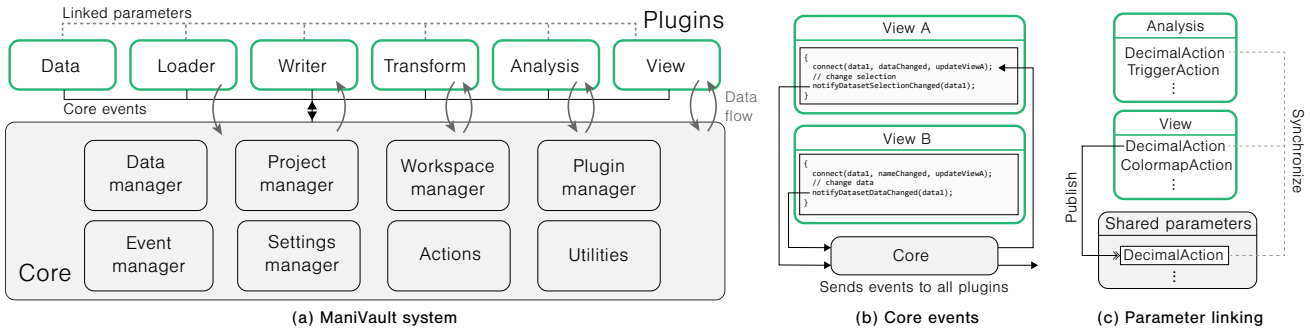 Linked parameters
Plugins
Data
Loader
Writer
Transform
Analysis
View
Core events
Data
flow
Data
manager
Project
manager
Workspace
manager
Plugin
manager
Event
manager
Settings
manager
Actions
Utilities
Core
(a) ManiVault system
View A
{
connect(data1, dataChanged, updateViewA);
// change selection
notifyDatasetSelectionChanged(data1);
}
View B
{
connect(data1, nameChanged, updateViewA);
// change data
notifyDatasetDataChanged(data1);
}
Core
Sends events to all plugins
(b) Core events
Analysis
DecimalAction
TriggerAction
⋮
View
DecimalAction
ColormapAction
⋮
Publish
Synchronize
Shared parameters
DecimalAction
⋮
(c) Parameter linking